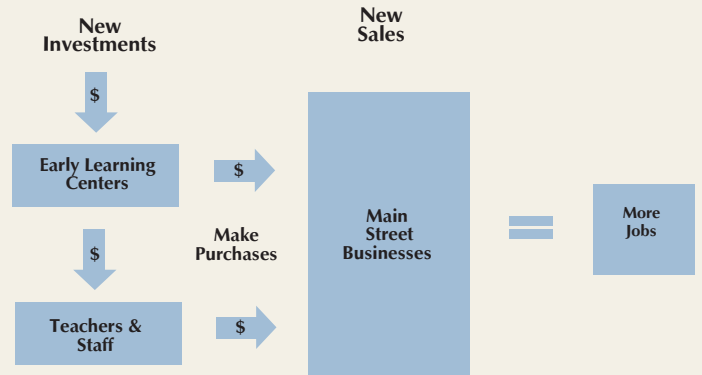 New
Investments
New
Sales
$
Early Learning
Centers
$
$
Make
Purchases
Main
Street
Businesses
More
Jobs
Teachers &
Staff
$